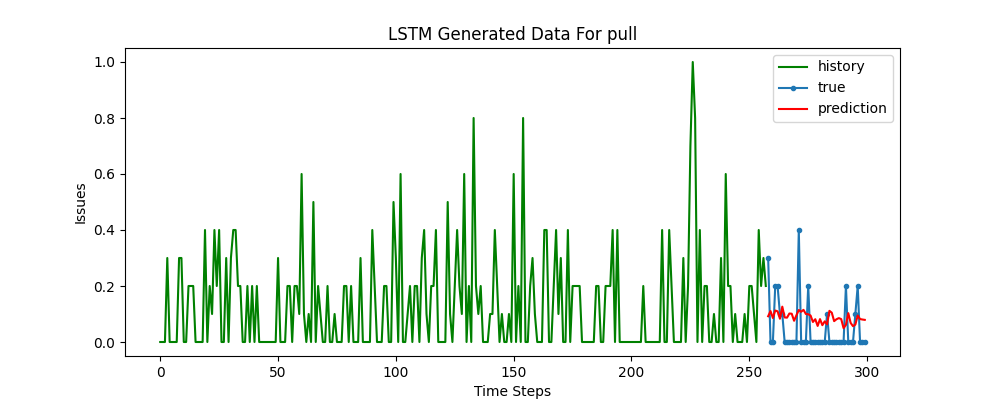 LSTM Generated Data For pull
history
true
prediction
1.0
0.8
0.6
0.4
0.2
0.0
Issues
0
50
100
150
200
250
300
Time Steps